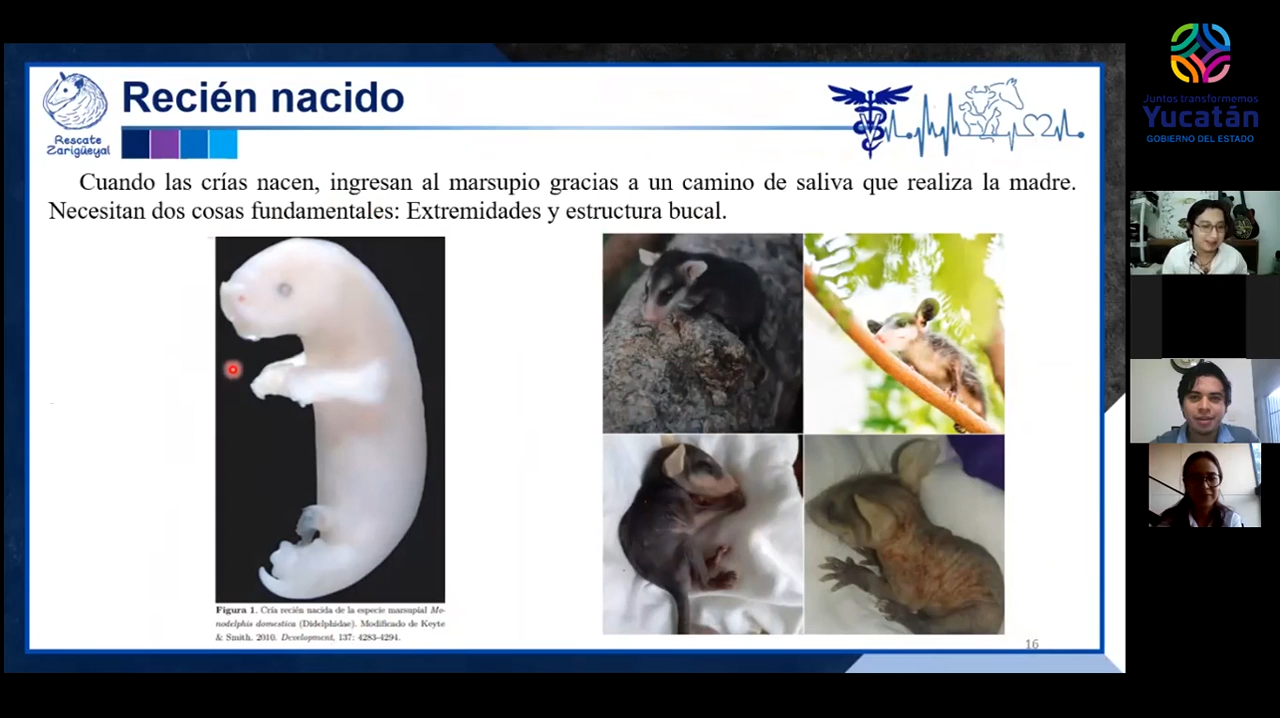 Recién nacido
Rescate
Zarigüeyal
Juntos transformemos
Yucatán
GOBIERNO DEL ESTADO
Cuando las crías nacen, ingresan al marsupio gracias a un camino de saliva que realiza la madre.
Necesitan dos cosas fundamentales: Extremidades y estructura bucal.
Figura 1. Cría recién nacida de la especie marsupial Mo-
nodelphis domestica (Didelphidae). Modificado de Keyte
& Smith, 2010. Development, 137: 4283-4294.
16